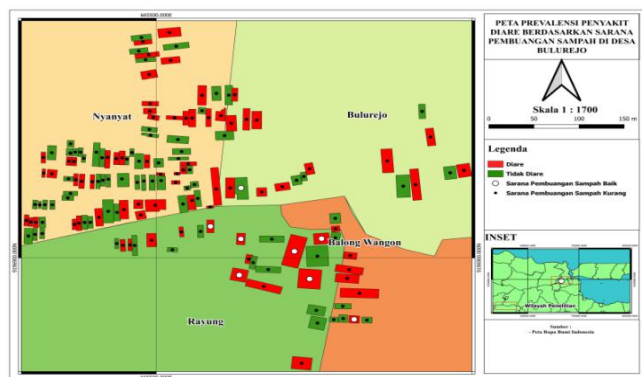 PETA PREVALENSI PENYAKIT
DIARE BERDASARKAN SARANA
PEMBUANGAN SAMPAH DI DESA
BULUREJO
Skala 1 : 1700
0 50 100 150 m
Legenda
Diare
Tidak Diare
Sarana Pembuangan Sampah Baik
Sarana Pembuangan Sampah Kurang
INSET
Wilayah Penelitian
Sumber :
- Peta Rupa Bumi Indonesia
Nyanyat
Bulurejo
Balong Wangon
Rayung